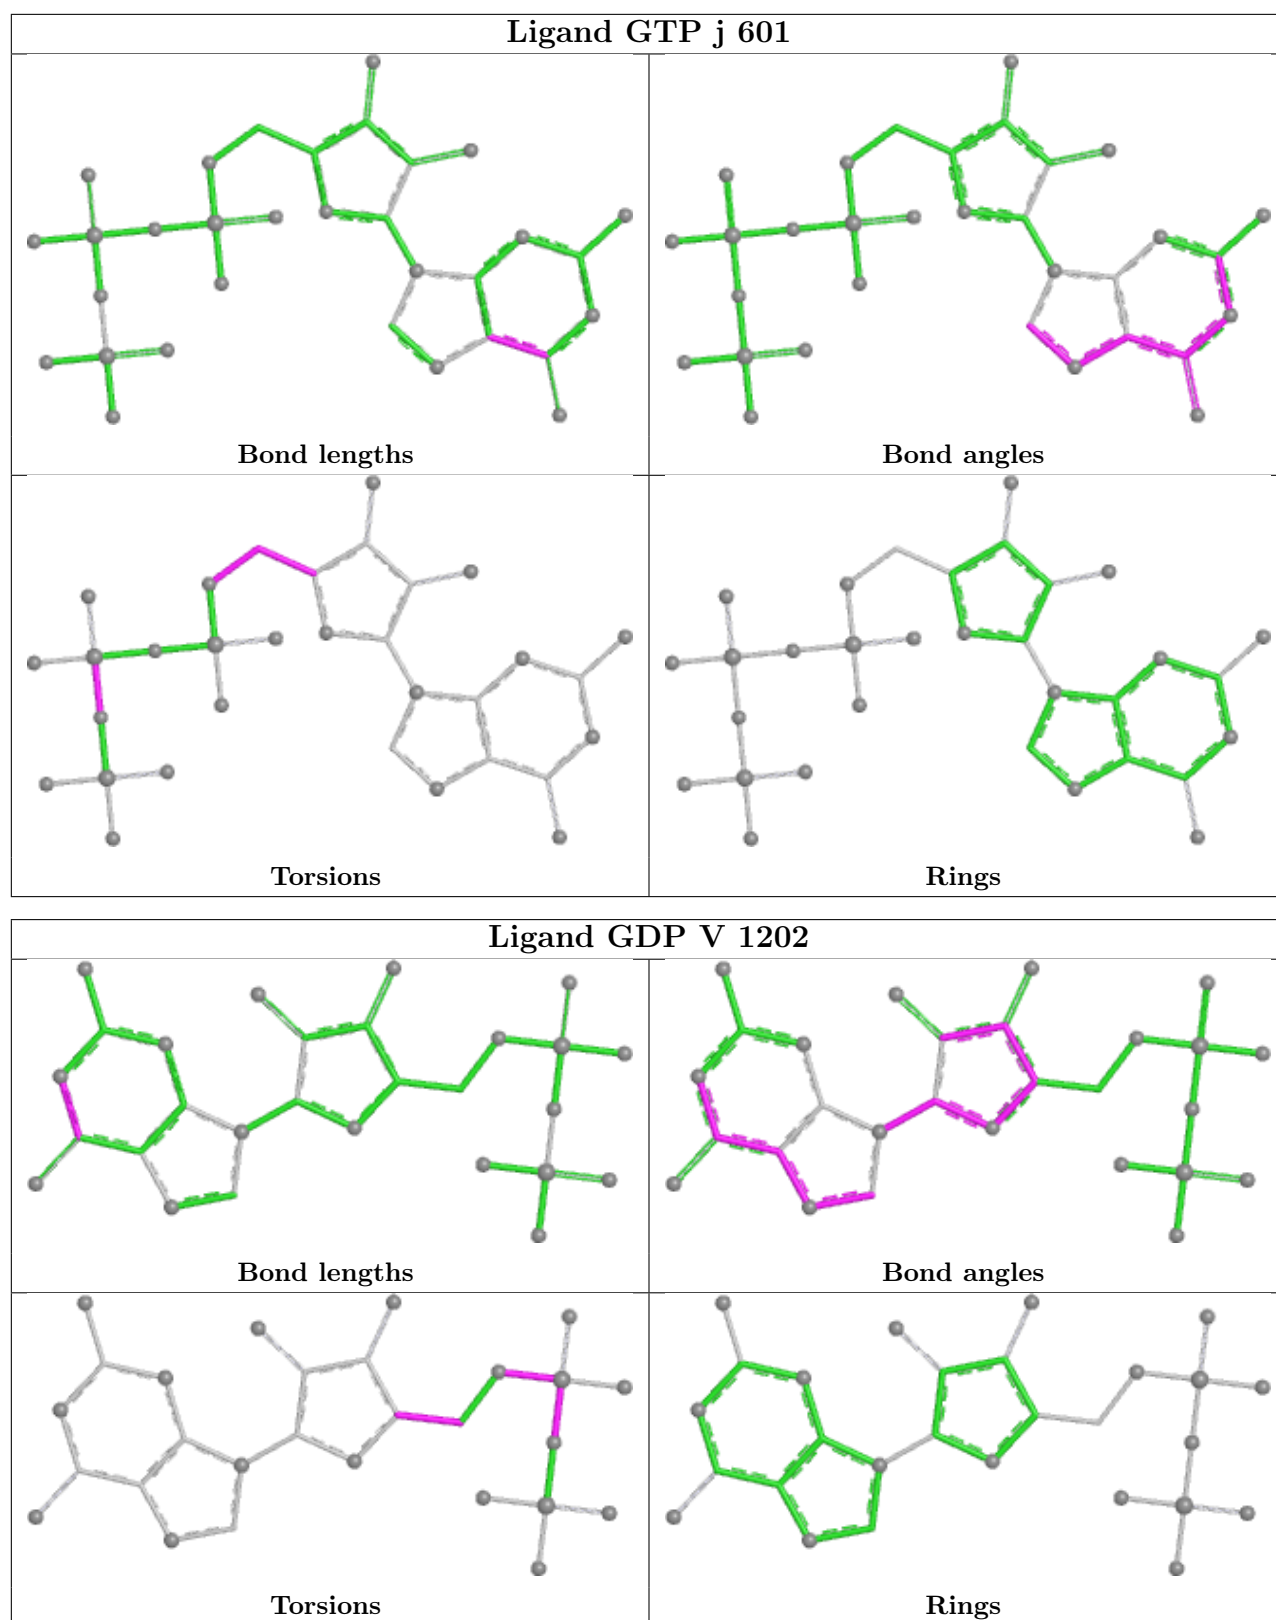 Ligand GTP j 601
Bond lengths
Bond angles
Torsions
Rings
Ligand GDP V 1202
Bond lengths
Bond angles
Torsions
Rings